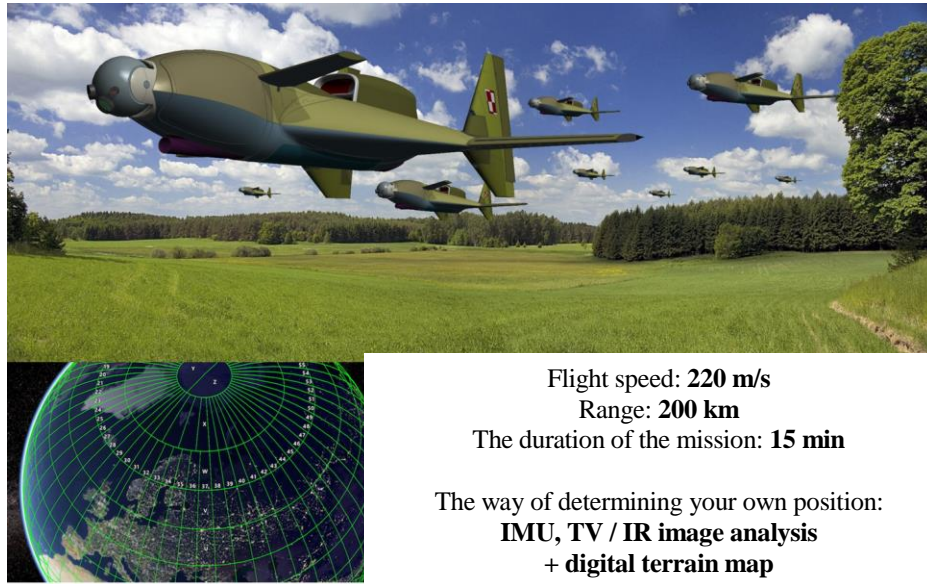 Flight speed: 220 m/s
Range: 200 km
The duration of the mission: 15 min
The way of determining your own position:
IMU, TV / IR image analysis
+ digital terrain map